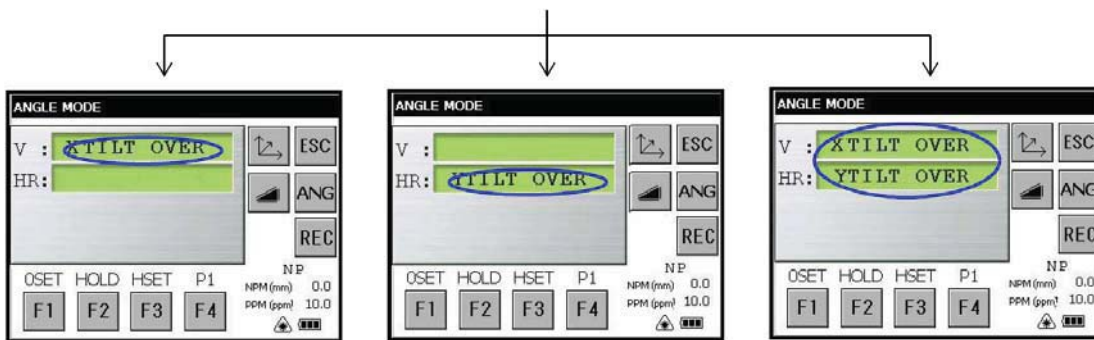 ANGLE MODE
V : XTILT OVER
HR:
ESC
ANG
REC
0SET HOLD HSET P1
F1 F2 F3 F4
NP
NPM (mm) 0.0
PPM (ppm) 10.0
ANGLE MODE
V :
HR: YTILT OVER
ESC
ANG
REC
0SET HOLD HSET P1
F1 F2 F3 F4
NP
NPM (mm) 0.0
PPM (ppm) 10.0
ANGLE MODE
V : XTILT OVER
HR: YTILT OVER
ESC
ANG
REC
0SET HOLD HSET P1
F1 F2 F3 F4
NP
NPM (mm) 0.0
PPM (ppm) 10.0